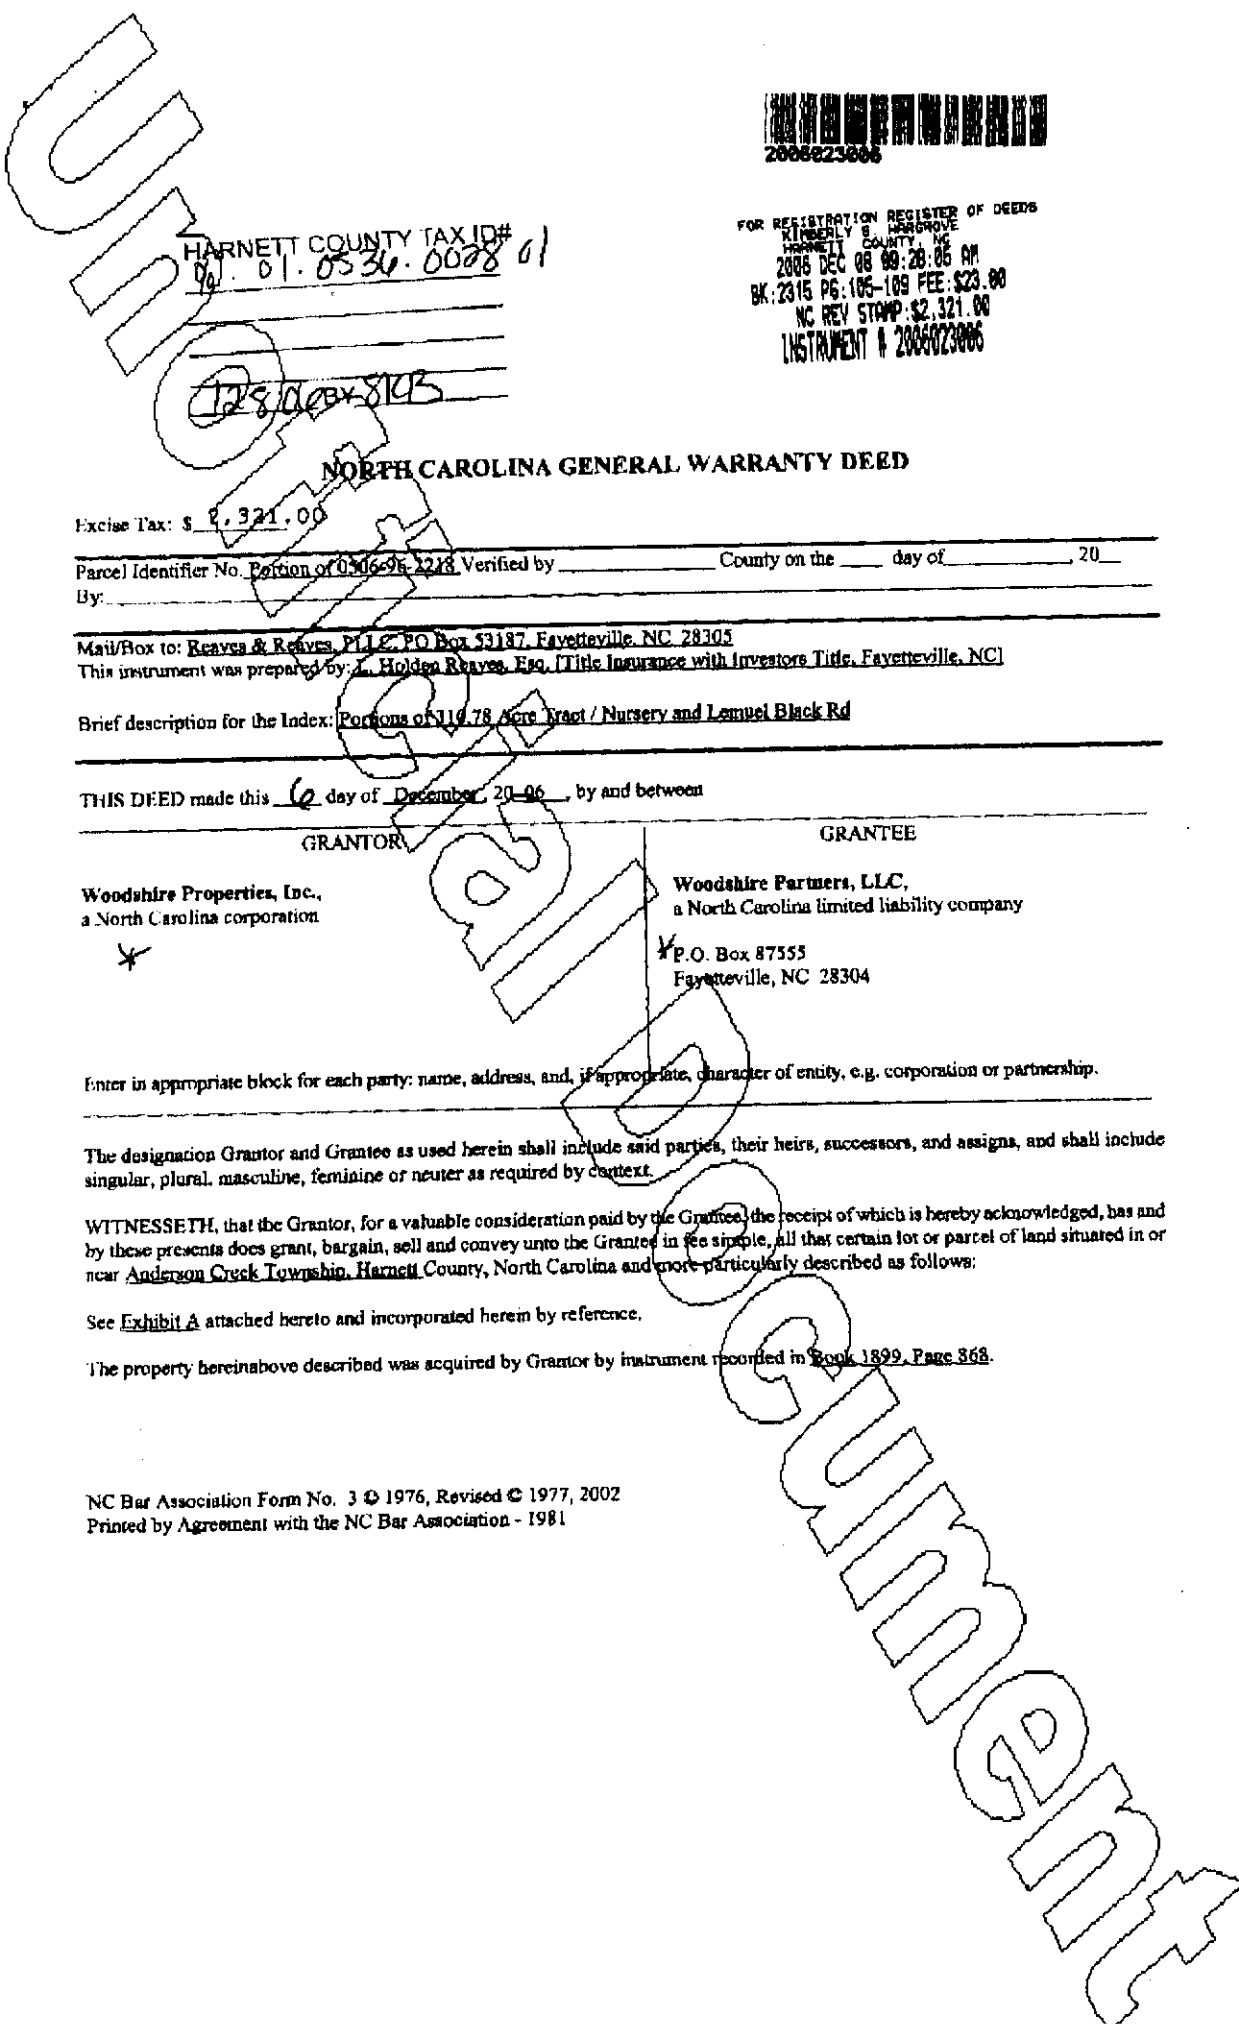 2006023006
FOR REGISTRATION REGISTER OF DEEDS
KIMBERLY S. HARGROVE
HARNETT COUNTY, NC
2006 DEC 08 09:28:06 AM
BK:2315 PG:105-109 FEE:$23.00
NC REV STAMP:$2,321.00
INSTRUMENT # 2006023006
HARNETT COUNTY TAX ID#
01.0536.0028 01
NORTH CAROLINA GENERAL WARRANTY DEED
Excise Tax: $ 2,321.00
Parcel Identifier No. Portion of 0506-96-2218 Verified by County on the day of , 20
By:
Mail/Box to: Reaves & Reaves, PLLC, PO Box 53187, Fayetteville, NC 28305
This instrument was prepared by: L. Holden Reaves, Esq. [Title Insurance with Investors Title, Fayetteville, NC]
Brief description for the Index: Portions of 110.78 Acre Tract / Nursery and Lemuel Black Rd
THIS DEED made this 6 day of December, 20 06 , by and between
GRANTOR GRANTEE
Woodshire Properties, Inc.,
a North Carolina corporation
Woodshire Partners, LLC,
a North Carolina limited liability company
P.O. Box 87555
Fayetteville, NC 28304
Enter in appropriate block for each party: name, address, and, if appropriate, character of entity, e.g. corporation or partnership.
The designation Grantor and Grantee as used herein shall include said parties, their heirs, successors, and assigns, and shall include
singular, plural, masculine, feminine or neuter as required by context.
WITNESSETH, that the Grantor, for a valuable consideration paid by the Grantee, the receipt of which is hereby acknowledged, has and
by these presents does grant, bargain, sell and convey unto the Grantee in fee simple, all that certain lot or parcel of land situated in or
near Anderson Creek Township, Harnett County, North Carolina and more particularly described as follows:
See Exhibit A attached hereto and incorporated herein by reference.
The property hereinabove described was acquired by Grantor by instrument recorded in Book 1899, Page 868.
NC Bar Association Form No. 3 © 1976, Revised © 1977, 2002
Printed by Agreement with the NC Bar Association - 1981
Unofficial Document